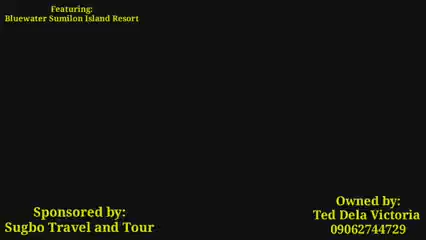 Featuring:
Bluewater Sumilon Island Resort
Sponsored by:
Sugbo Travel and Tour
Owned by:
Ted Dela Victoria
09062744729